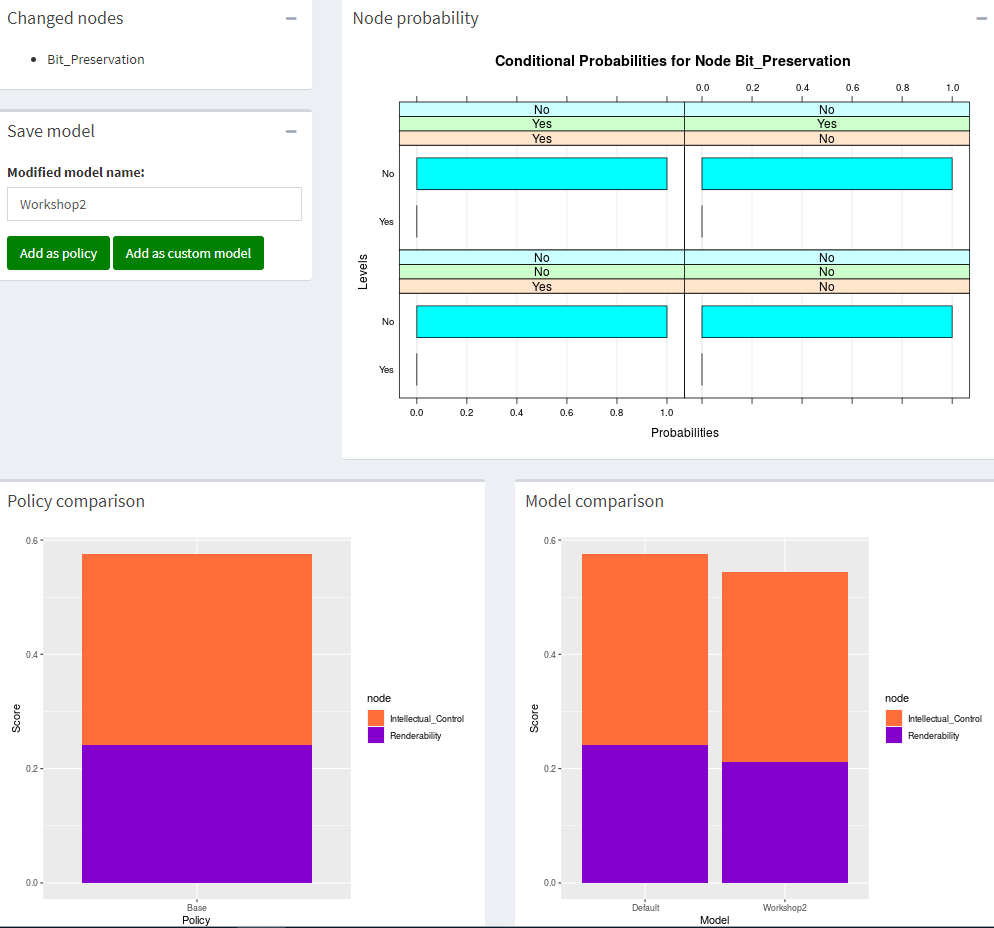 Changed nodes
Bit_Preservation
Save model
Modified model name:
Workshop2
Add as policy
Add as custom model
Node probability
Conditional Probabilities for Node Bit_Preservation
0.0 0.2 0.4 0.6 0.8 1.0
No No
Yes Yes
Yes No
No
Yes
No No
No No
Yes No
No
Yes
Levels
0.0 0.2 0.4 0.6 0.8 1.0
Probabilities
Policy comparison
0.6
0.4
0.2
0.0
Score
Base
Policy
node
Intellectual_Control
Renderability
Model comparison
0.6
0.4
0.2
0.0
Score
Default Workshop2
Model
node
Intellectual_Control
Renderability